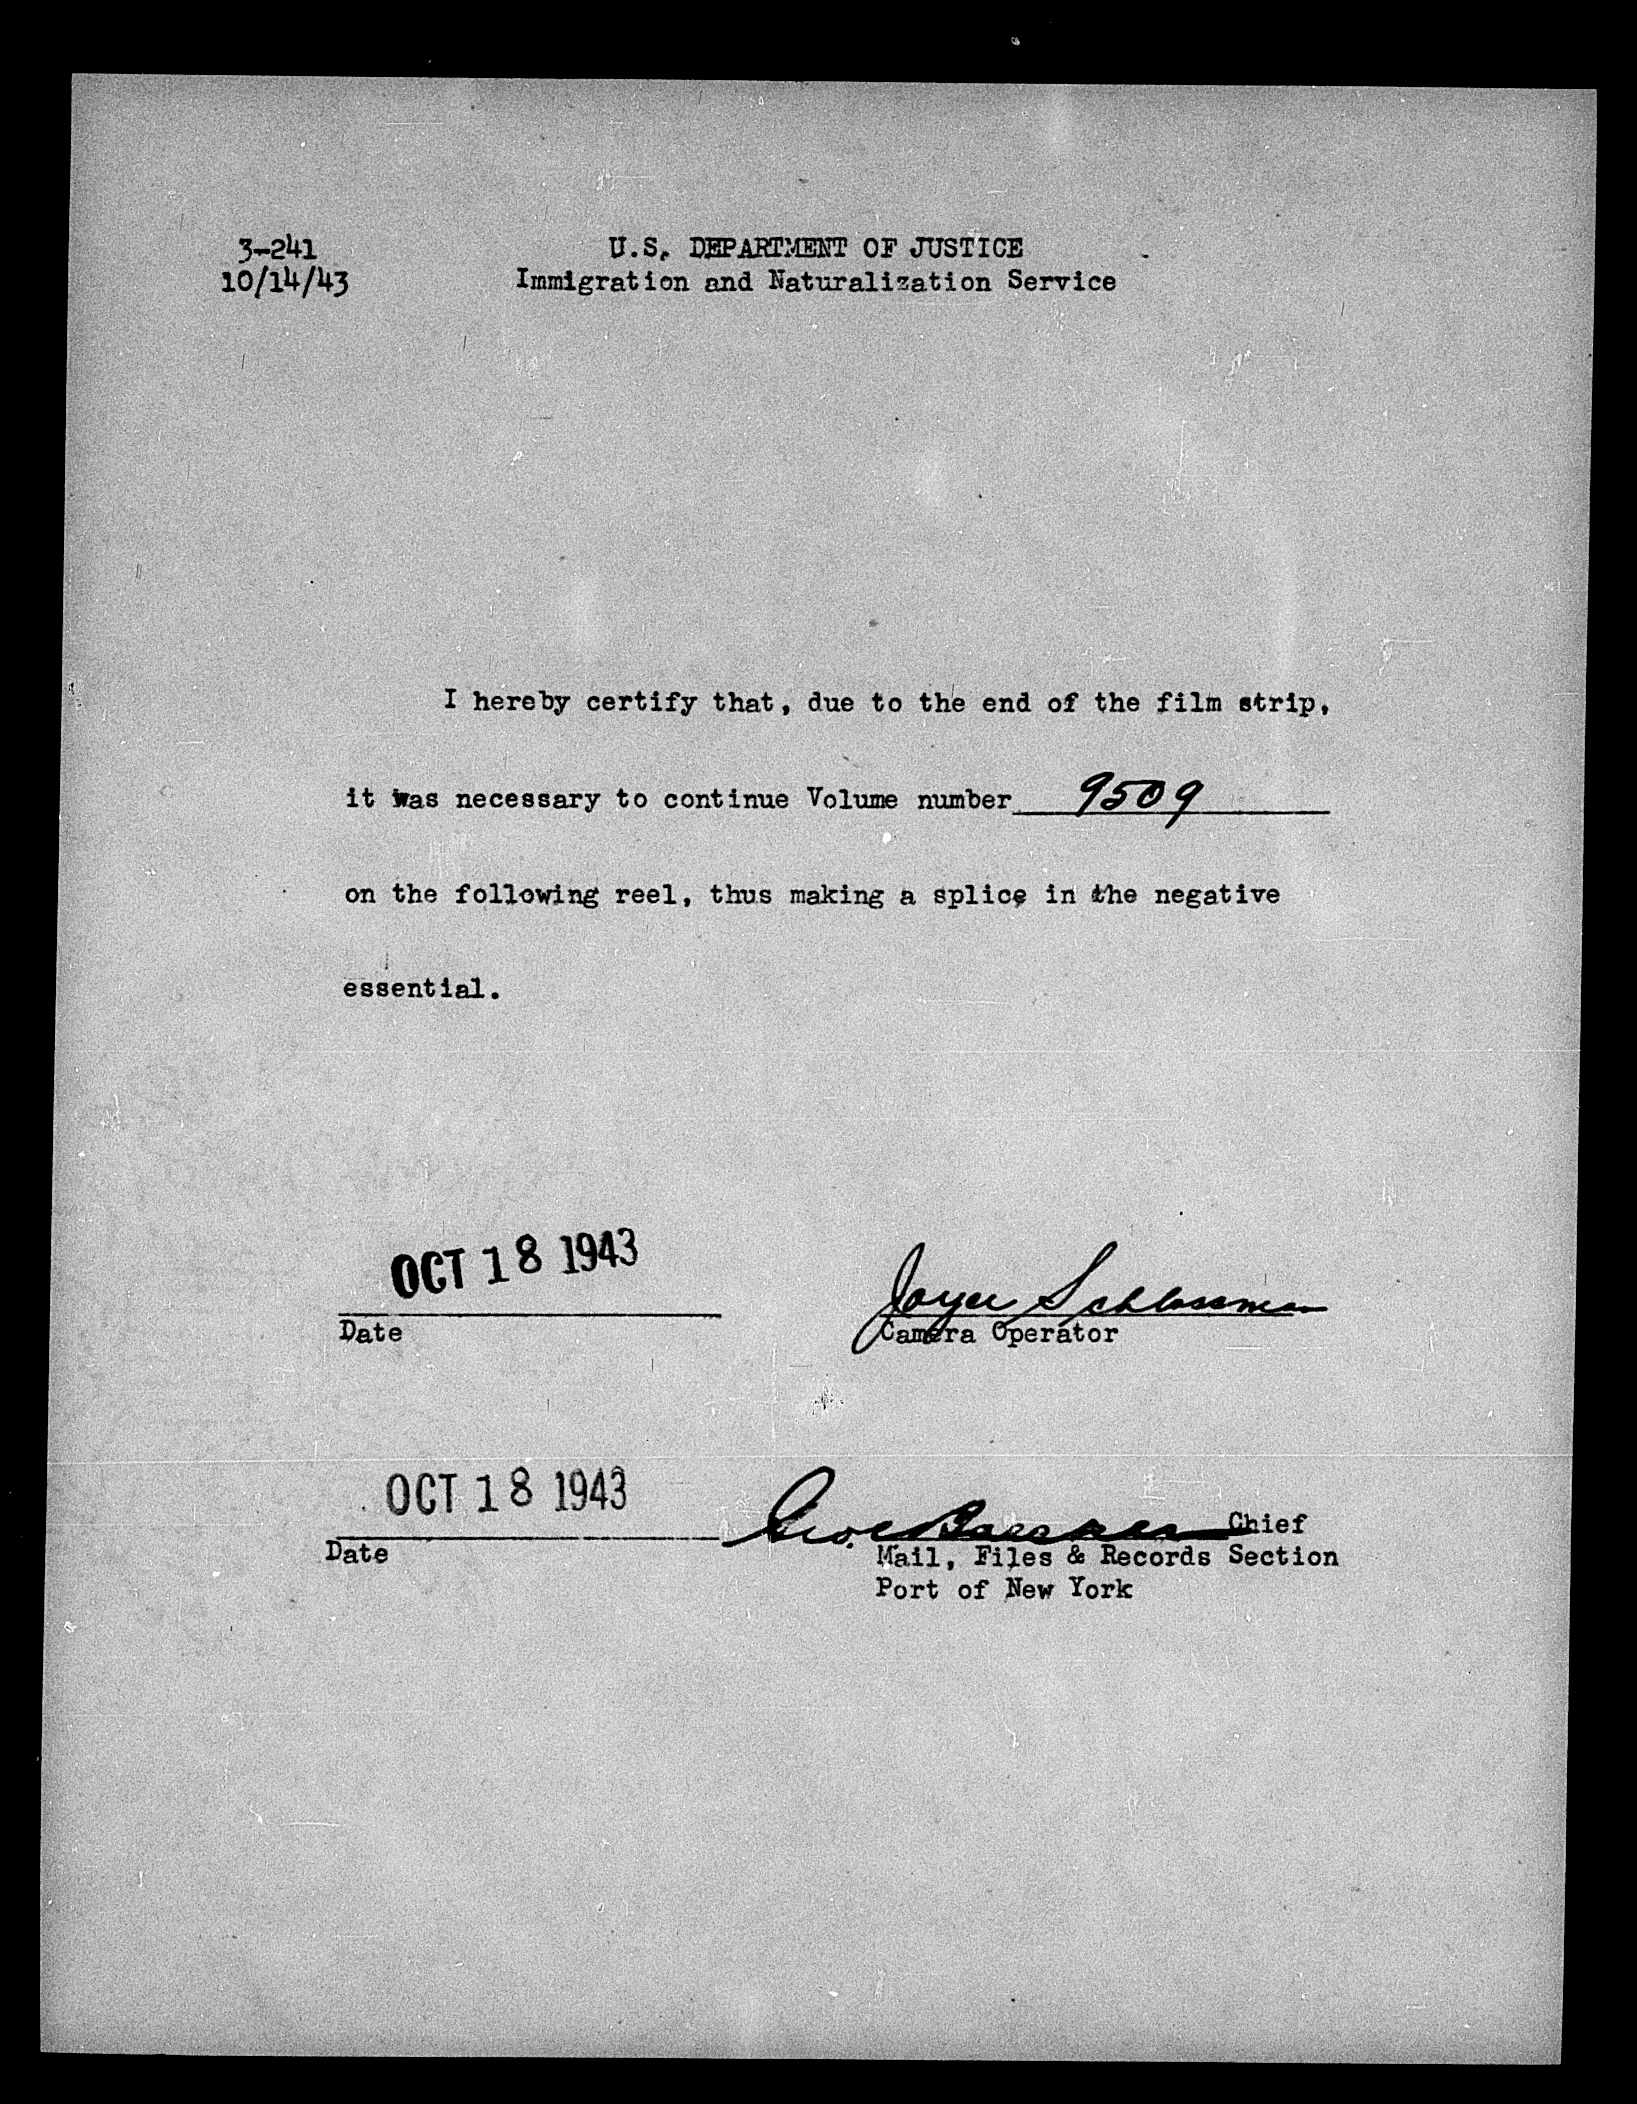 3-241
10/14/43
U.S. DEPARTMENT OF JUSTICE
Immigration and Naturalization Service
I hereby certify that, due to the end of the film strip,
it was necessary to continue Volume number 9509
on the following reel, thus making a splice in the negative
essential.
OCT 18 1943
Date
Joyce Schlossman
Camera Operator
OCT 18 1943
Date
Chief
Mail, Files & Records Section
Port of New York